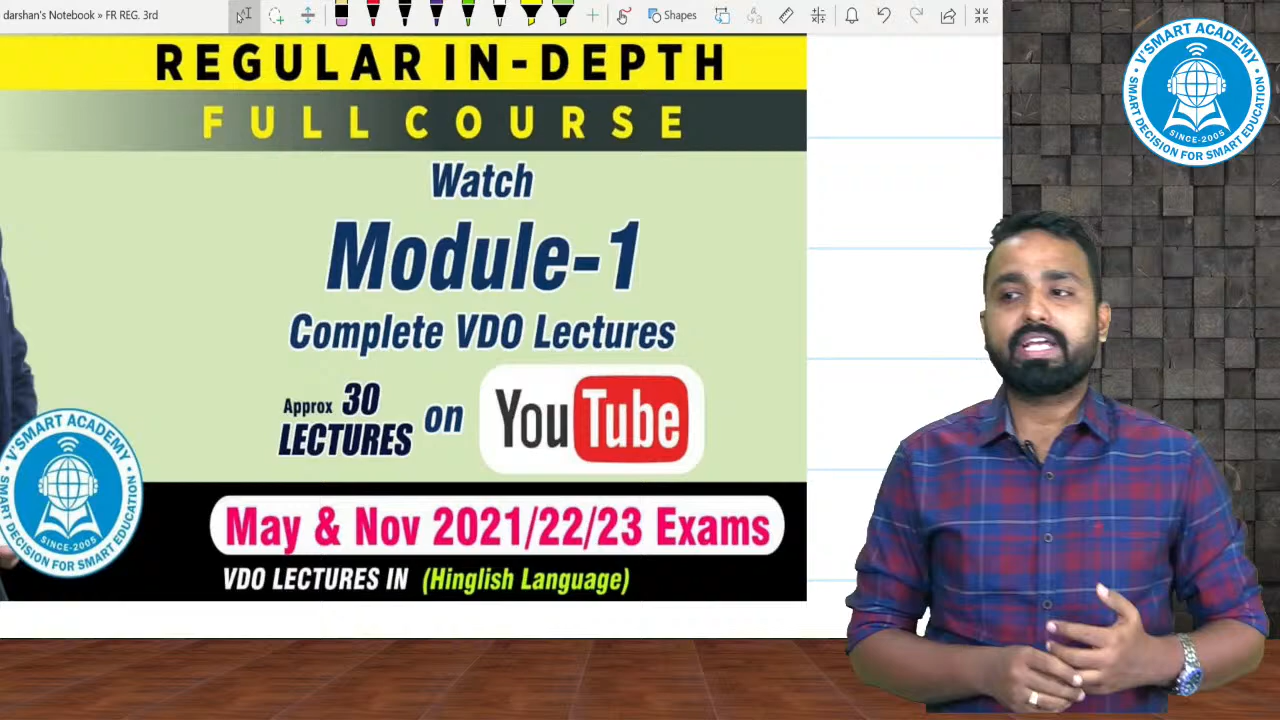 darshan's Notebook » FR REG. 3rd
Shapes
REGULAR IN-DEPTH
FULL COURSE
Watch
Module-1
Complete VDO Lectures
Approx 30
LECTURES on
YouTube
May & Nov 2021/22/23 Exams
VDO LECTURES IN (Hinglish Language)
V'SMART ACADEMY
SINCE-2005
SMART DECISION FOR SMART EDUCATION
V'SMART ACADEMY
SINCE-2005
SMART DECISION FOR SMART EDUCATION